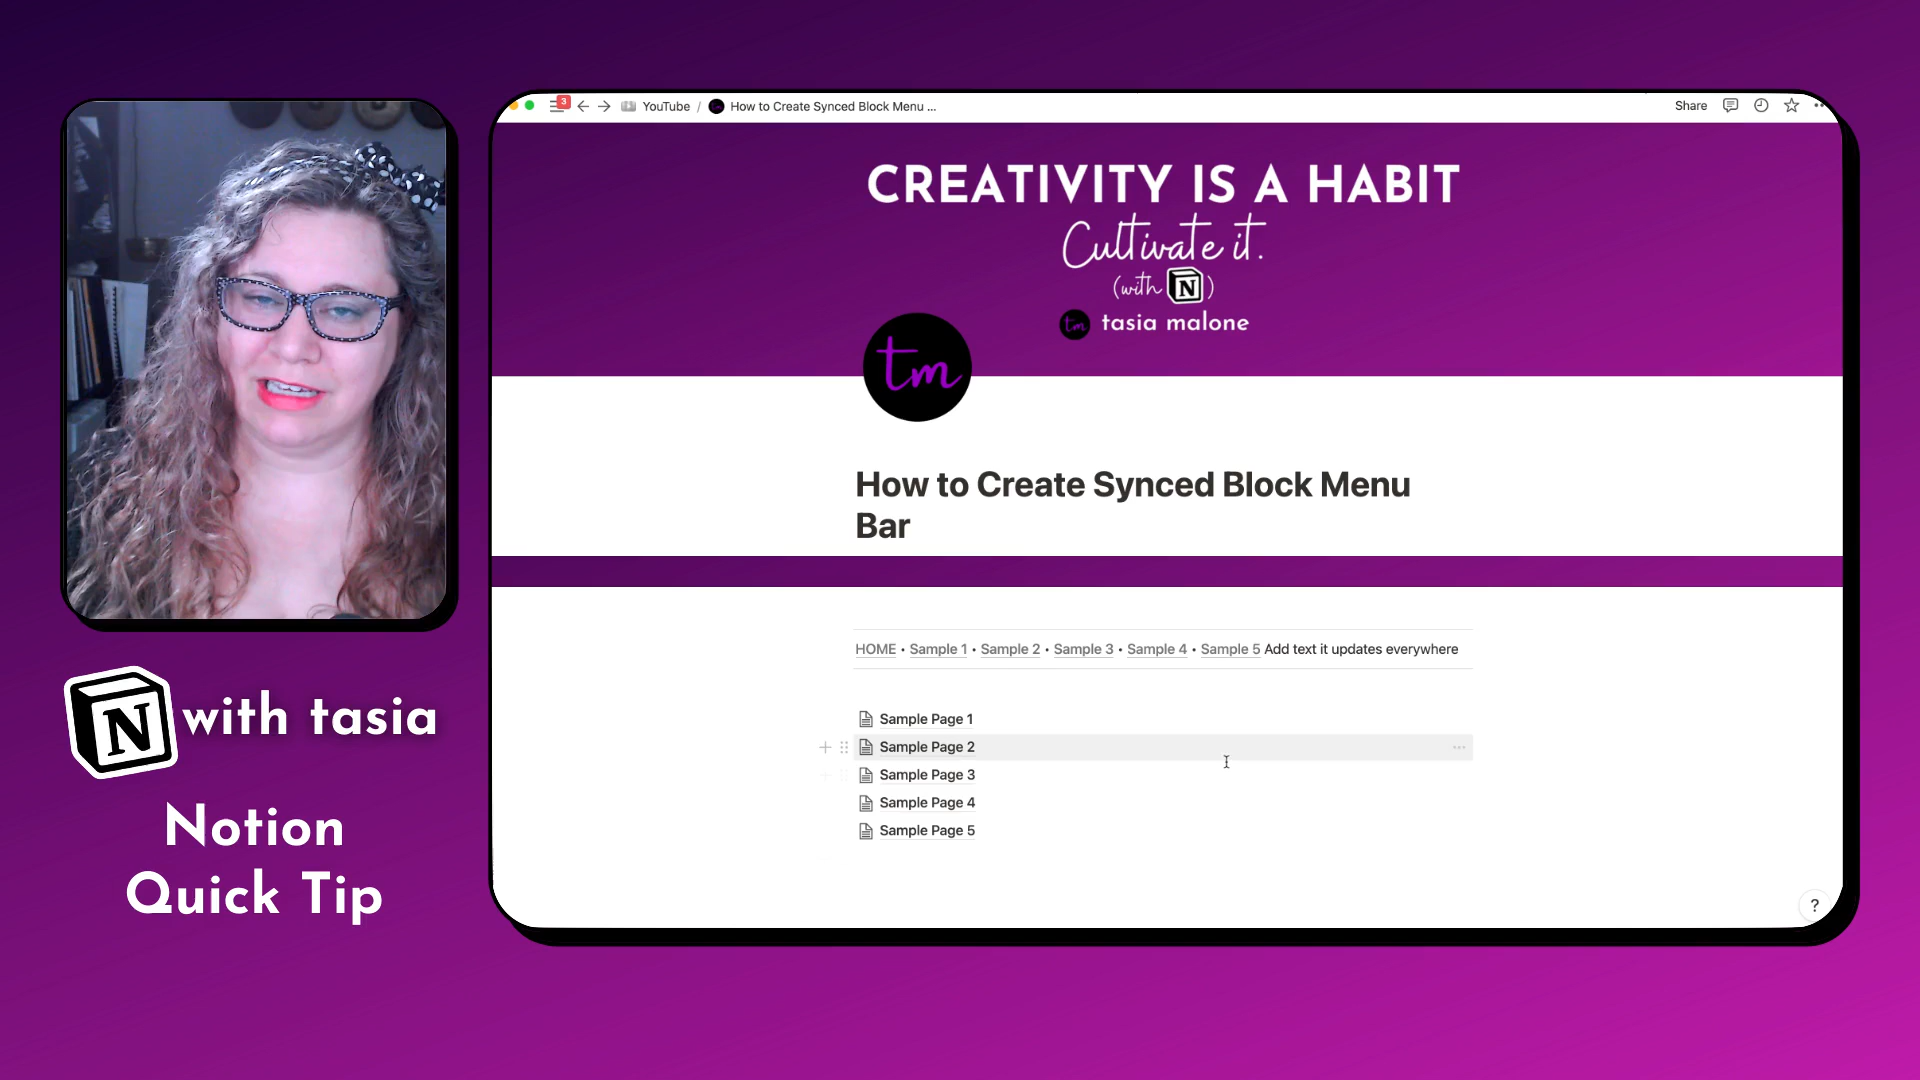 3
YouTube / How to Create Synced Block Menu ...
Share
CREATIVITY IS A HABIT
Cultivate it.
(with N)
tm tasia malone
tm
How to Create Synced Block Menu
Bar
HOME • Sample 1 • Sample 2 • Sample 3 • Sample 4 • Sample 5 Add text it updates everywhere
Sample Page 1
Sample Page 2
Sample Page 3
Sample Page 4
Sample Page 5
?
N with tasia
Notion
Quick Tip